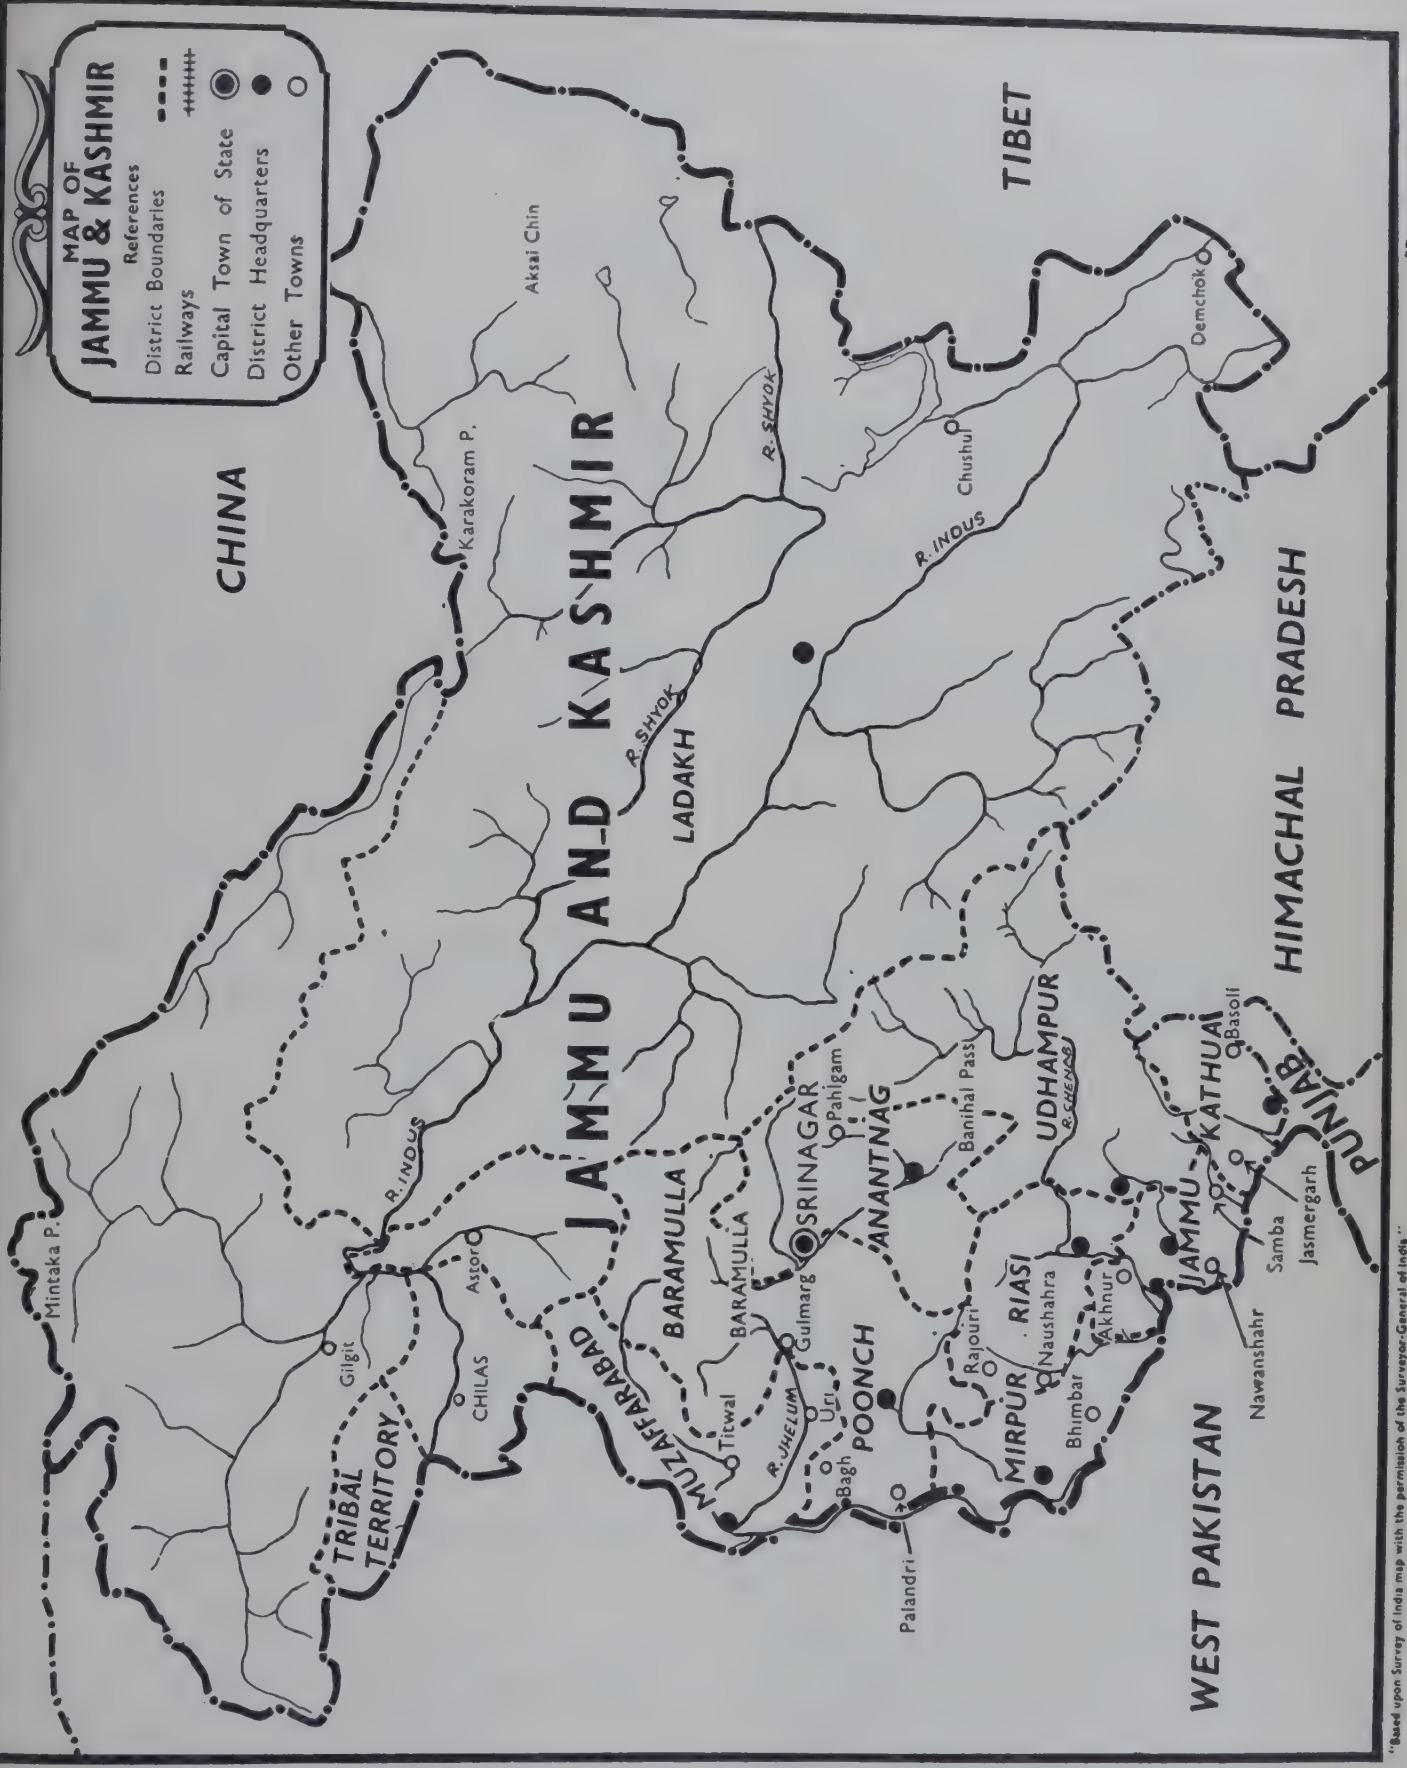 MAP OF
JAMMU & KASHMIR
References
District Boundaries
Railways
Capital Town of State
District Headquarters
Other Towns
CHINA
TIBET
Mintaka P.
Karakoram P.
Aksai Chin
Gilgit
R. INDUS
Astor
CHILAS
TRIBAL
TERRITORY
JAMMU AND KASHMIR
R. SHYOK
R. SHYOK
LADAKH
R. INDUS
Chushul
Demchok
MUZAFFARABAD
BARAMULLA
BARAMULLA
Titwal
R. JHELUM
Uri
Gulmarg
SRINAGAR
Pahlgam
Bagh
POONCH
ANANTNAG
Banihal Pass
Palandri
Rajouri
RIASI
UDHAMPUR
R. CHENAB
MIRPUR
Naushahra
Bhimbar
Akhnur
JAMMU
KATHUA
Basoli
Samba
Jasmergarh
Nawanshahr
PUNJAB
HIMACHAL PRADESH
WEST PAKISTAN
"Based upon Survey of India map with the permission of the Surveyor-General of India"